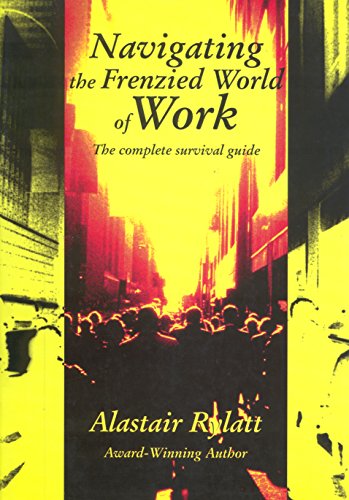 Navigating
the Frenzied World
of Work
The complete survival guide
Alastair Rylatt
Award-Winning Author